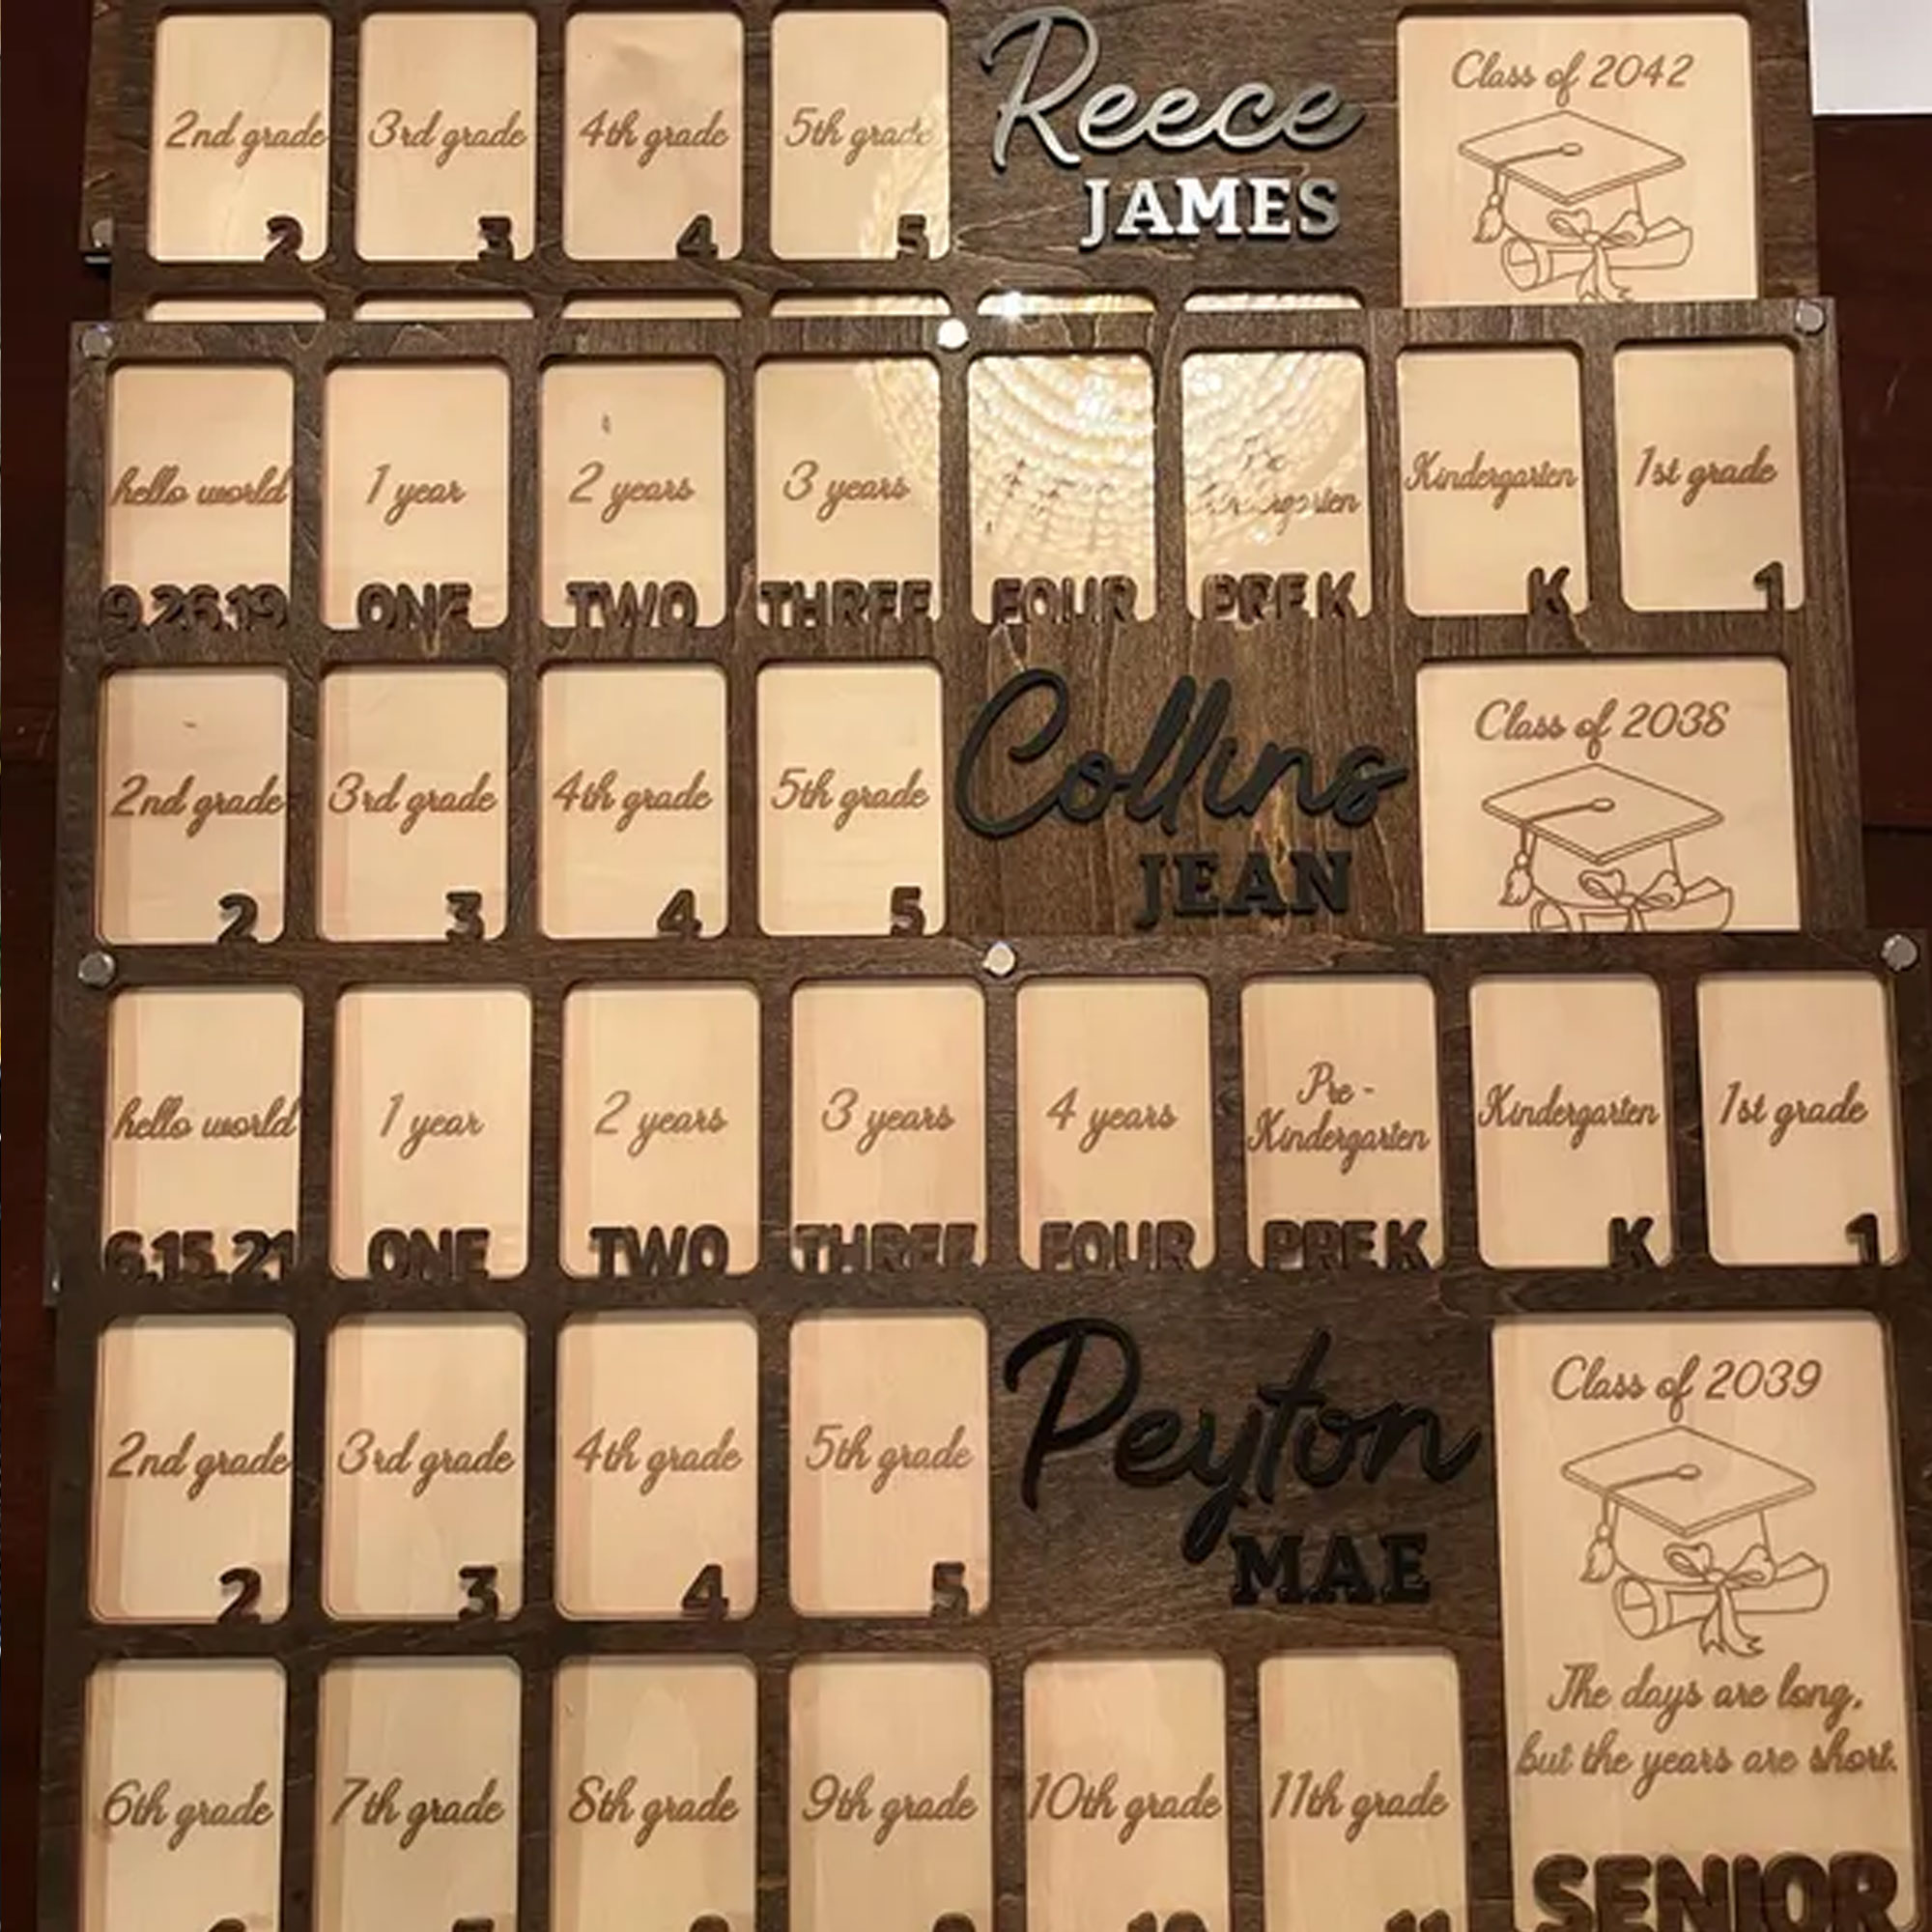 2nd grade 3rd grade 4th grade 5th grade
2 3 4 5
Reece
JAMES
Class of 2042
hello world 1 year 2 years 3 years Kindergarten 1st grade
9.26.19 ONE TWO THREE FOUR PRE K K 1
2nd grade 3rd grade 4th grade 5th grade
2 3 4 5
Collins
JEAN
Class of 2038
hello world 1 year 2 years 3 years 4 years Pre - Kindergarten Kindergarten 1st grade
6.15.21 ONE TWO THREE FOUR PRE K K 1
2nd grade 3rd grade 4th grade 5th grade
2 3 4 5
Peyton
MAE
Class of 2039
The days are long,
but the years are short.
SENIOR
6th grade 7th grade 8th grade 9th grade 10th grade 11th grade
10 11